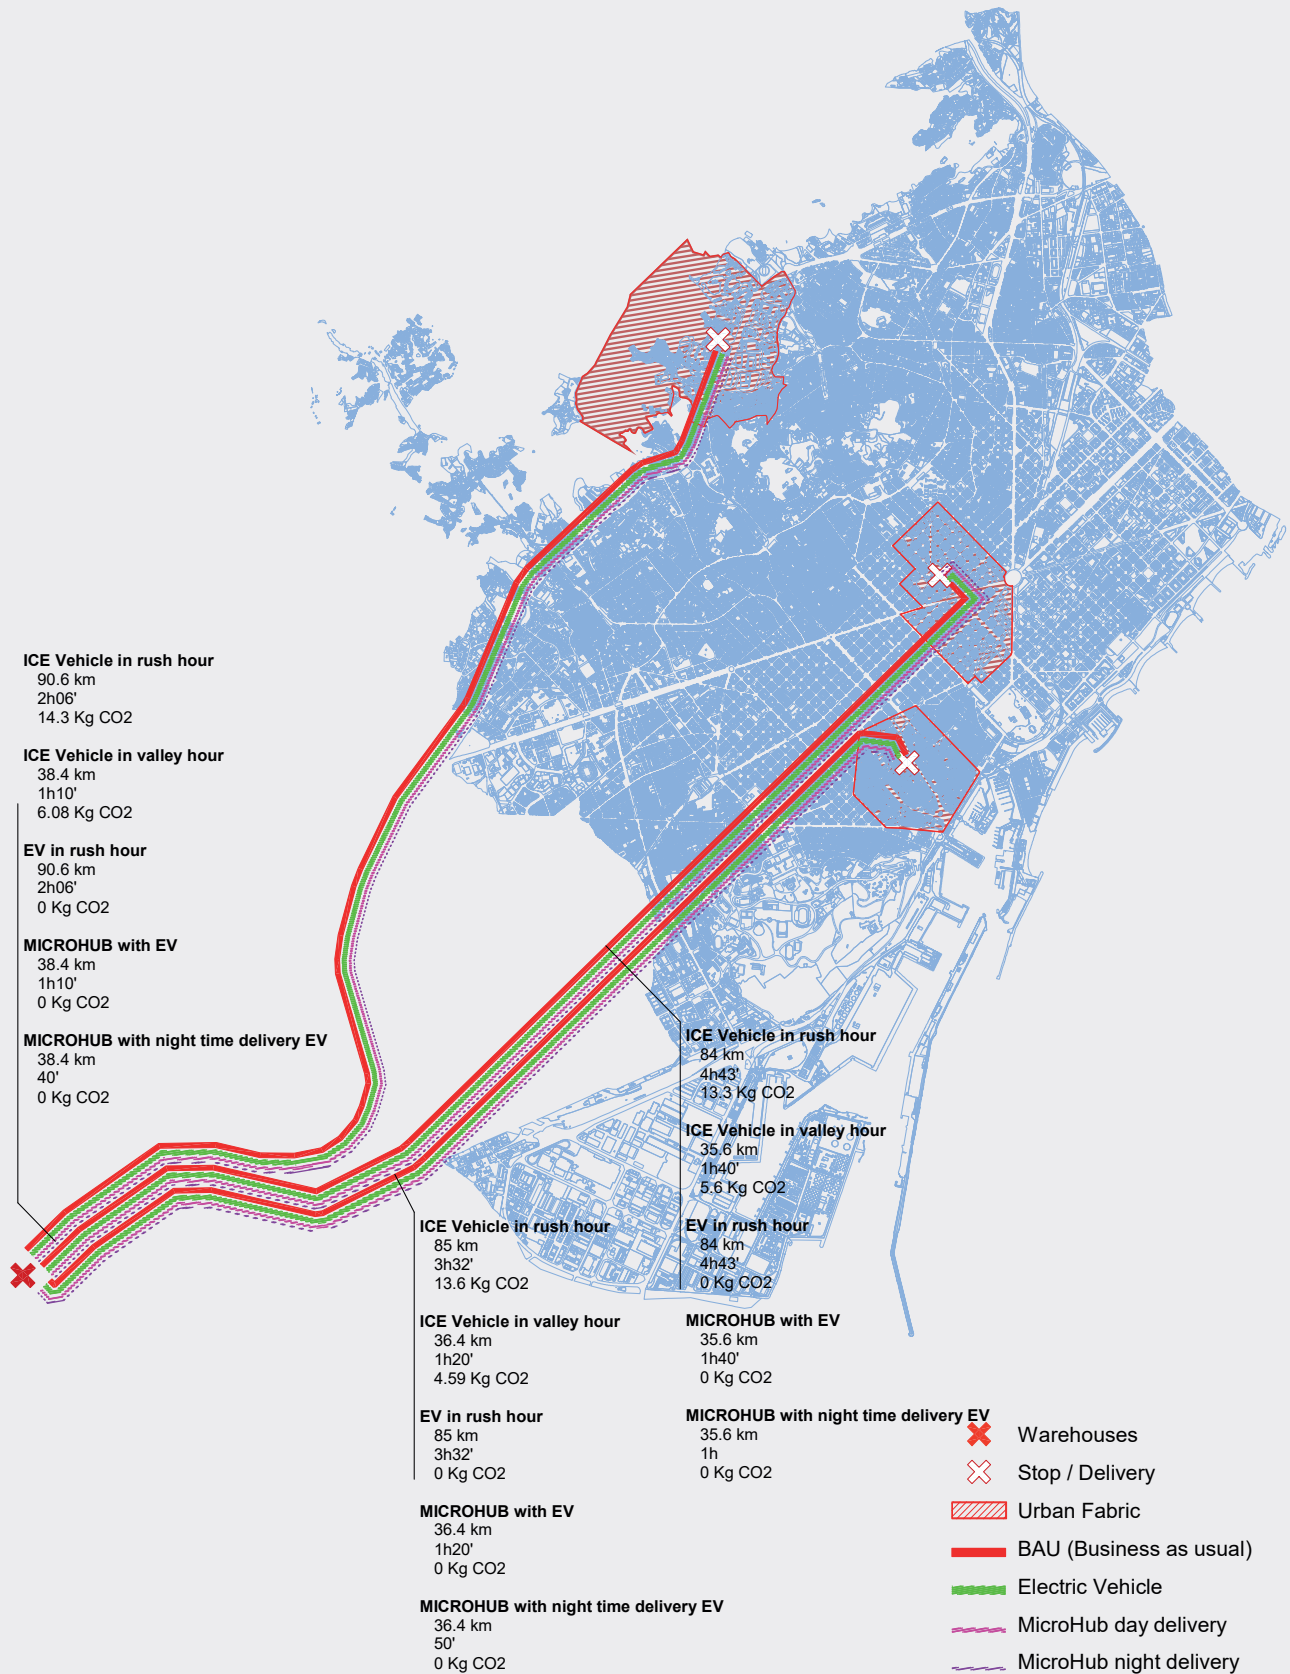 ICE Vehicle in rush hour
90.6 km
2h06'
14.3 Kg CO2
ICE Vehicle in valley hour
38.4 km
1h10'
6.08 Kg CO2
EV in rush hour
90.6 km
2h06'
0 Kg CO2
MICROHUB with EV
38.4 km
1h10'
0 Kg CO2
MICROHUB with night time delivery EV
38.4 km
40'
0 Kg CO2
ICE Vehicle in rush hour
85 km
3h32'
13.6 Kg CO2
ICE Vehicle in valley hour
36.4 km
1h20'
4.59 Kg CO2
EV in rush hour
85 km
3h32'
0 Kg CO2
MICROHUB with EV
36.4 km
1h20'
0 Kg CO2
MICROHUB with night time delivery EV
36.4 km
50'
0 Kg CO2
ICE Vehicle in rush hour
84 km
4h43'
13.3 Kg CO2
ICE Vehicle in valley hour
35.6 km
1h40'
5.6 Kg CO2
EV in rush hour
84 km
4h43'
0 Kg CO2
MICROHUB with EV
35.6 km
1h40'
0 Kg CO2
MICROHUB with night time delivery EV
35.6 km
1h
0 Kg CO2
Warehouses
Stop / Delivery
Urban Fabric
BAU (Business as usual)
Electric Vehicle
MicroHub day delivery
MicroHub night delivery